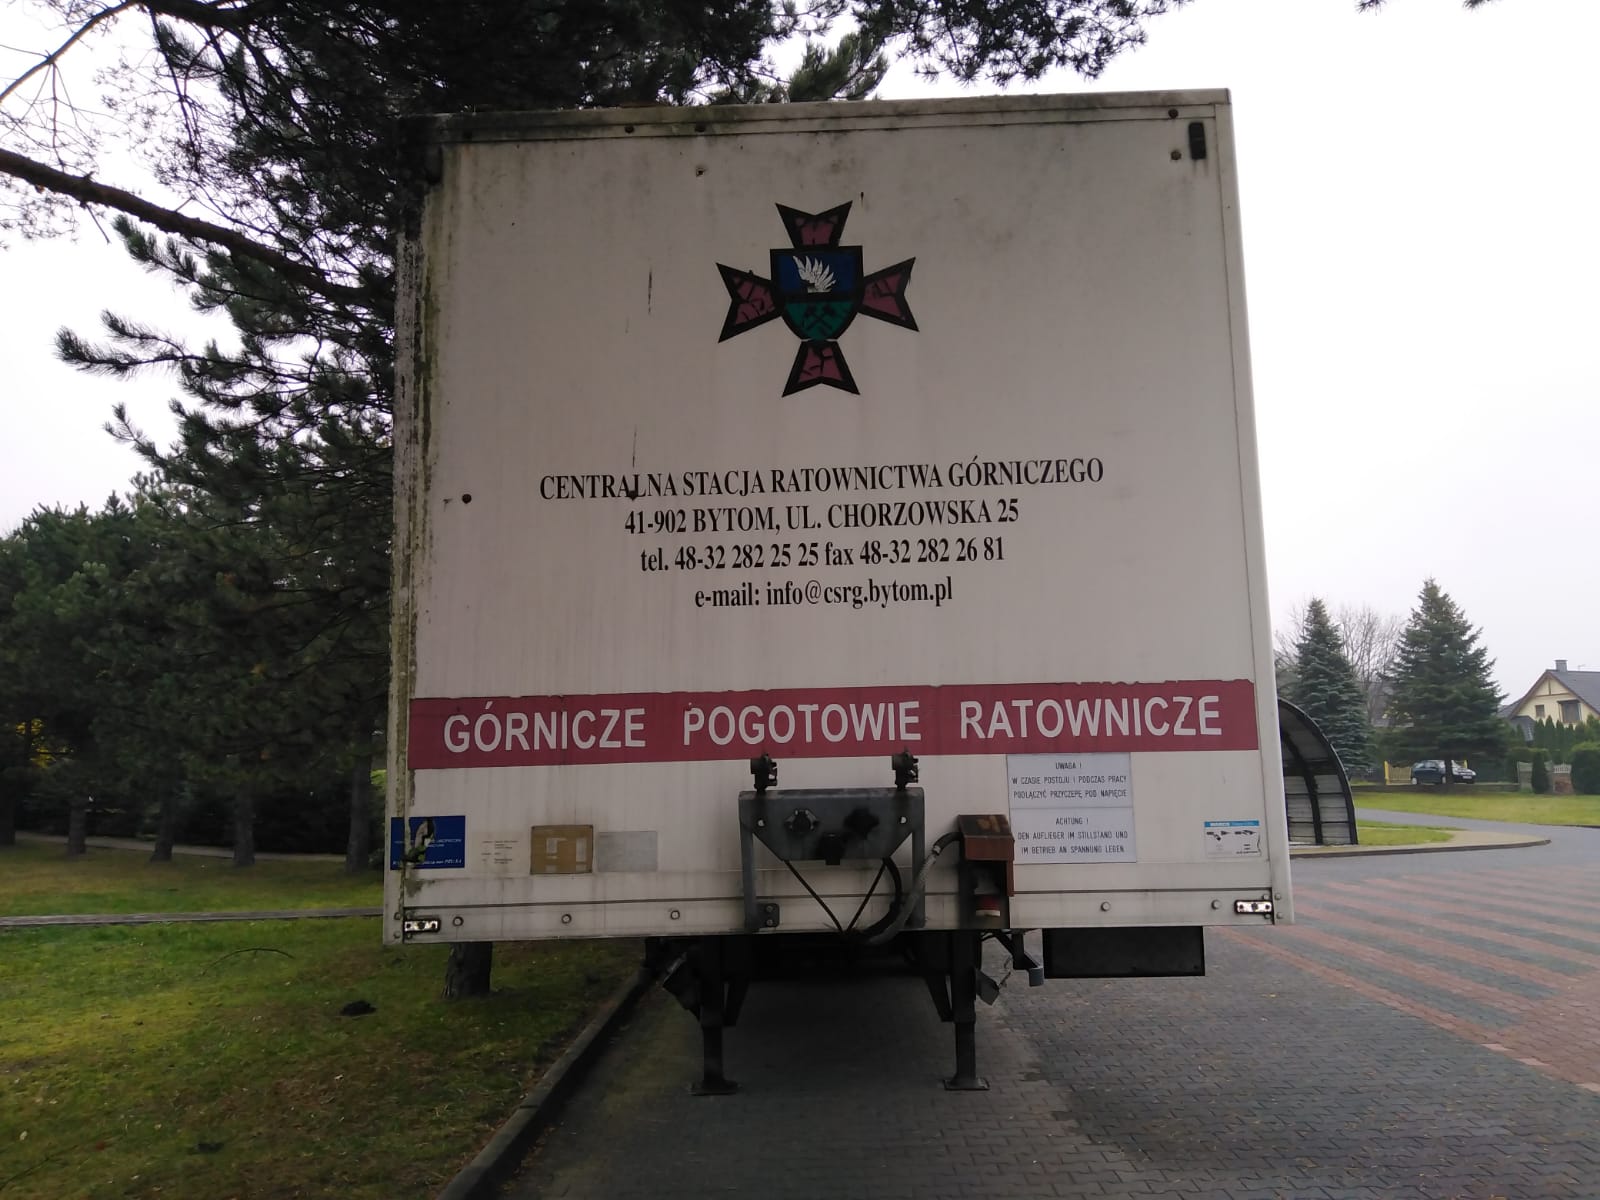 CENTRALNA STACJA RATOWNICTWA GÓRNICZEGO
41-902 BYTOM, UL. CHORZOWSKA 25
tel. 48-32 282 25 25 fax 48-32 282 26 81
e-mail: info@csrg.bytom.pl
GÓRNICZE POGOTOWIE RATOWNICZE
UWAGA !
W CZASIE POSTOJU I PODCZAS PRACY
PODŁĄCZYĆ PRZYCZEPĘ POD NAPIĘCIE
ACHTUNG !
DEN AUFLIEGER IM STILLSTAND UND
IM BETRIEB AN SPANNUNG LEGEN